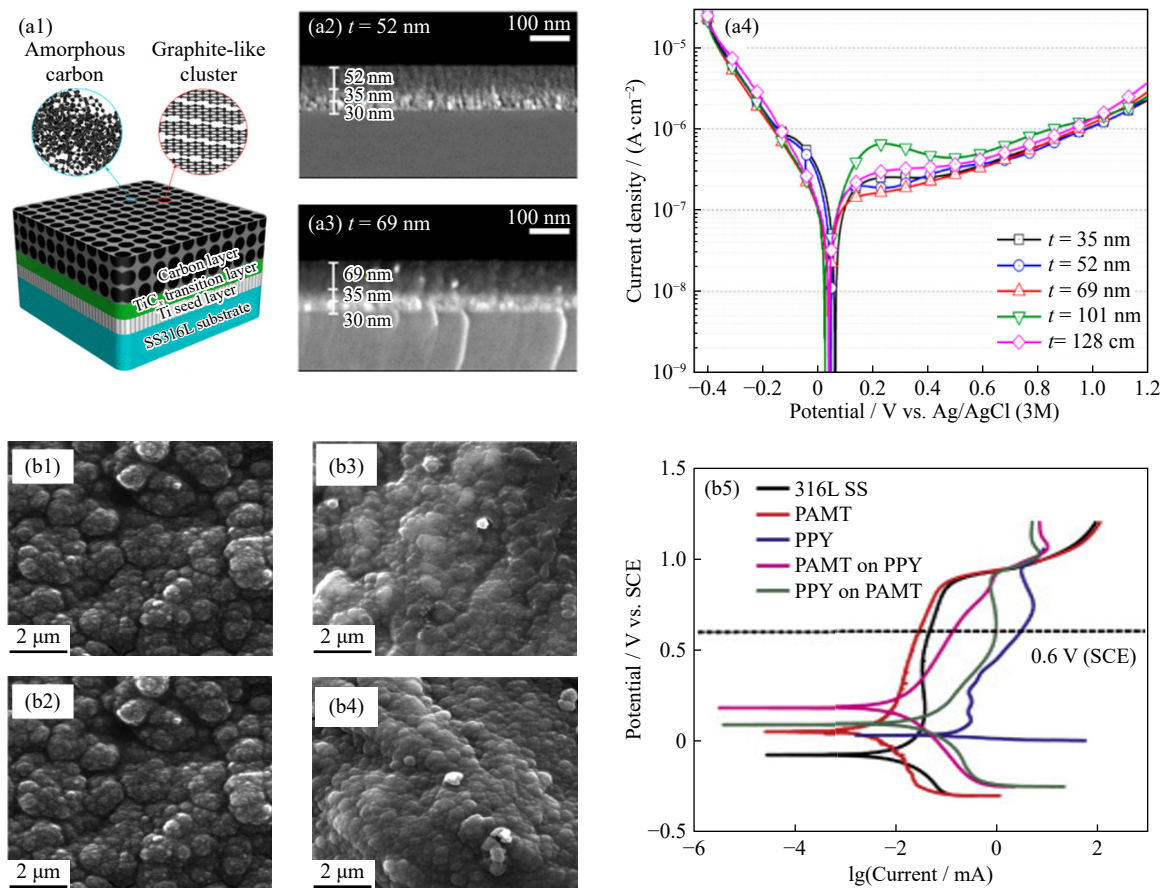 (a1)
Amorphous
carbon
Graphite-like
cluster
Carbon layer
TiCx transition layer
Ti seed layer
SS316L substrate
(a2) t = 52 nm
100 nm
52 nm
35 nm
30 nm
(a3) t = 69 nm
100 nm
69 nm
35 nm
30 nm
(a4)
Current density / (A·cm−2)
10−5
10−6
10−7
10−8
10−9
t = 35 nm
t = 52 nm
t = 69 nm
t = 101 nm
t= 128 cm
−0.4 −0.2 0 0.2 0.4 0.6 0.8 1.0 1.2
Potential / V vs. Ag/AgCl (3M)
(b1)
2 μm
(b2)
2 μm
(b3)
2 μm
(b4)
2 μm
(b5)
Potential / V vs. SCE
1.5
1.0
0.5
0
−0.5
316L SS
PAMT
PPY
PAMT on PPY
PPY on PAMT
0.6 V (SCE)
−6 −4 −2 0 2
lg(Current / mA)